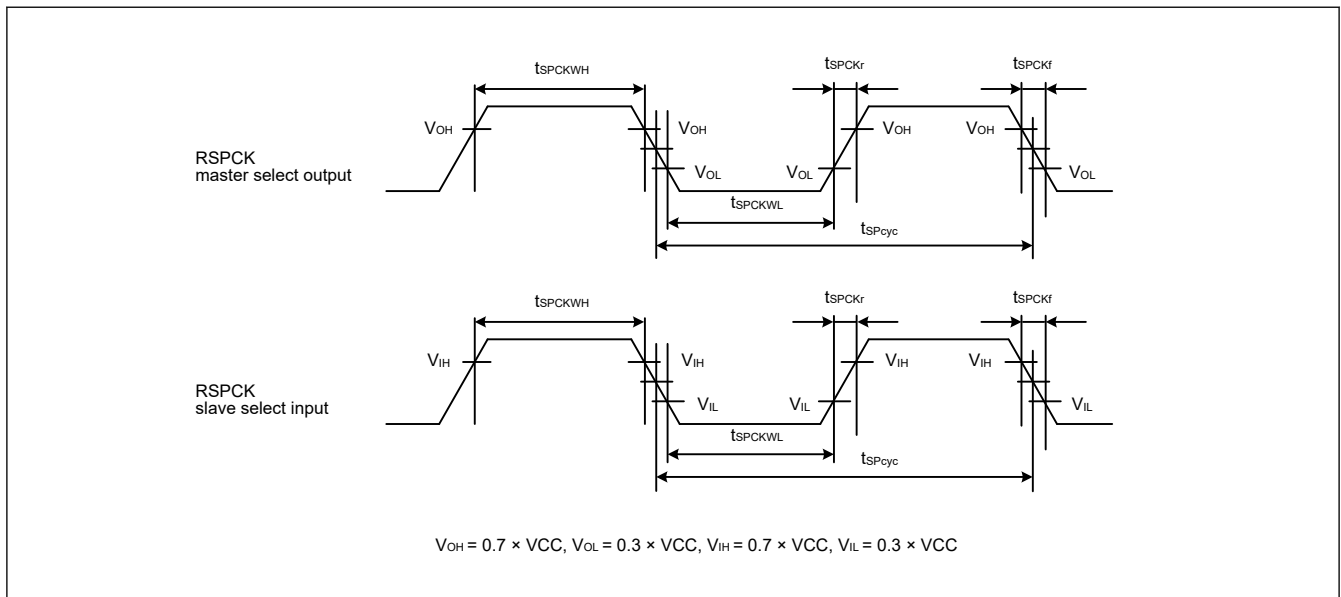 tSPCKWH
tSPCKr
tSPCKf
VOH
VOH
VOH
VOH
RSPCK
master select output
VOL
VOL
VOL
tSPCKWL
tSPcyc
tSPCKWH
tSPCKr
tSPCKf
VIH
VIH
VIH
VIH
RSPCK
slave select input
VIL
VIL
VIL
tSPCKWL
tSPcyc
VOH = 0.7 × VCC, VOL = 0.3 × VCC, VIH = 0.7 × VCC, VIL = 0.3 × VCC